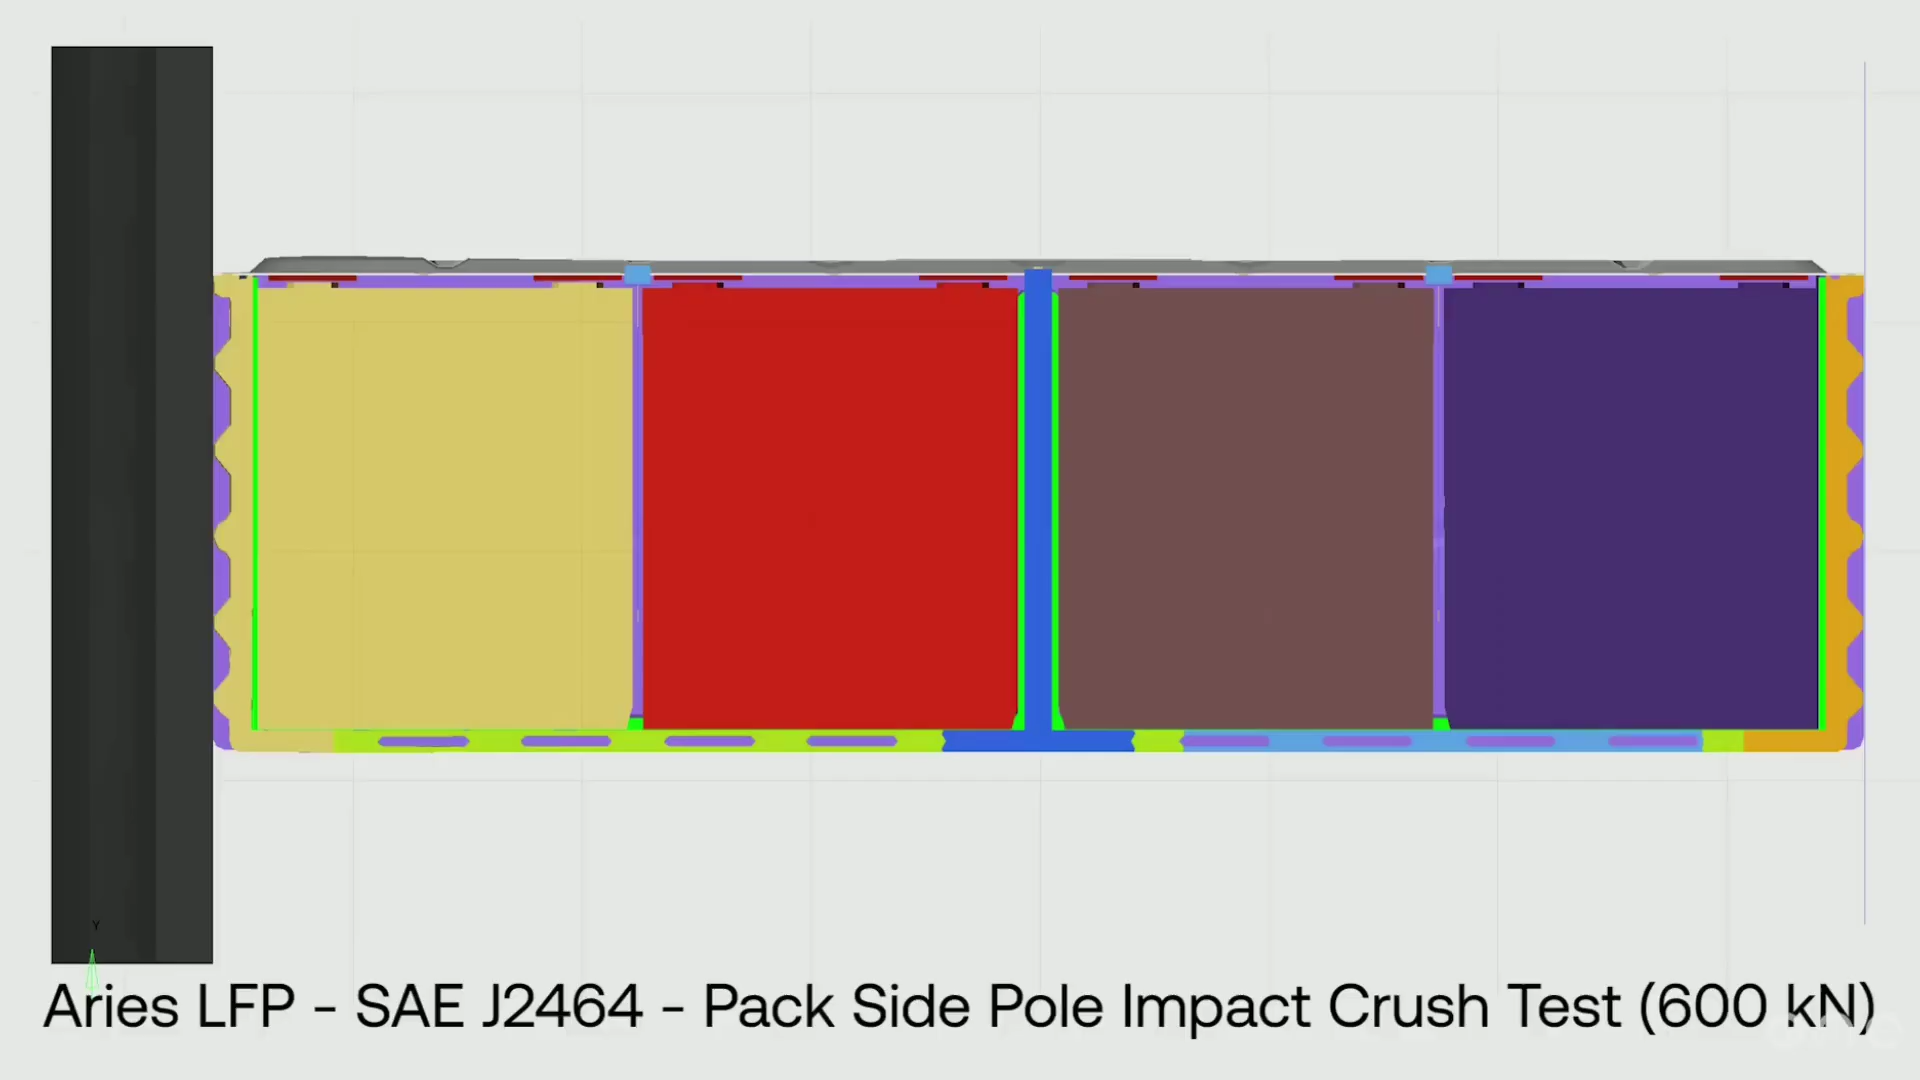 Y
Aries LFP - SAE J2464 - Pack Side Pole Impact Crush Test (600 kN)